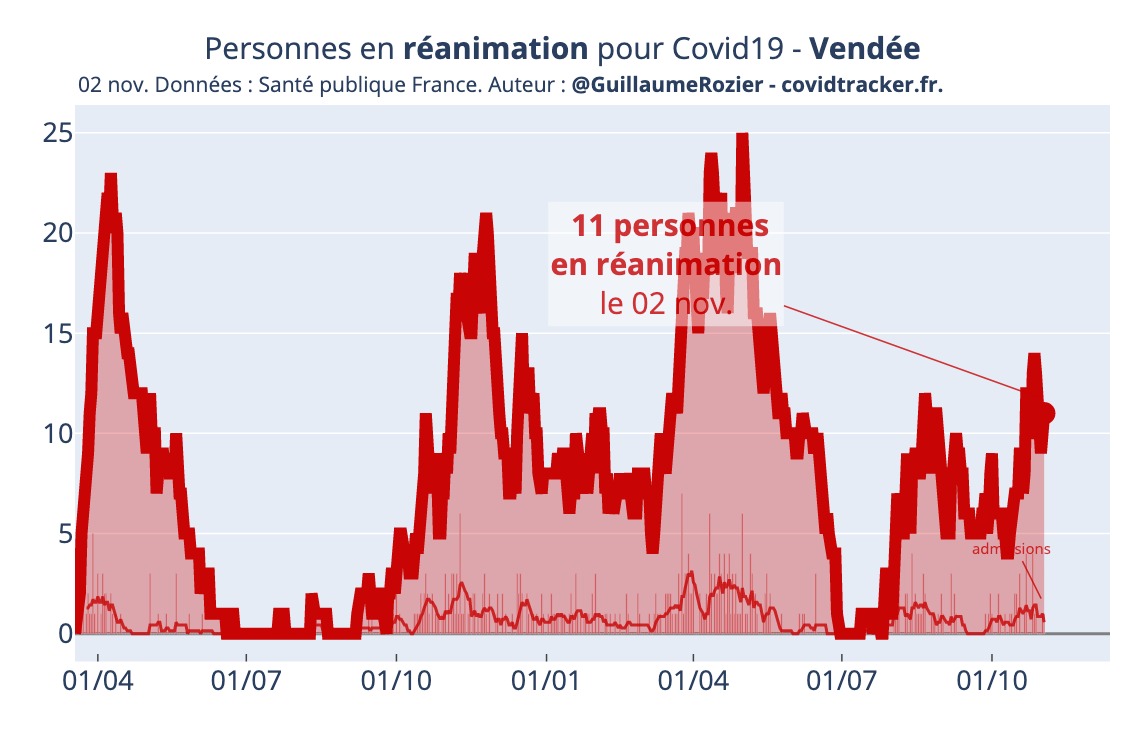 Personnes en réanimation pour Covid19 - Vendée
02 nov. Données : Santé publique France. Auteur : @GuillaumeRozier - covidtracker.fr.
25
20
15
10
5
0
11 personnes
en réanimation
le 02 nov.
admissions
01/04 01/07 01/10 01/01 01/04 01/07 01/10